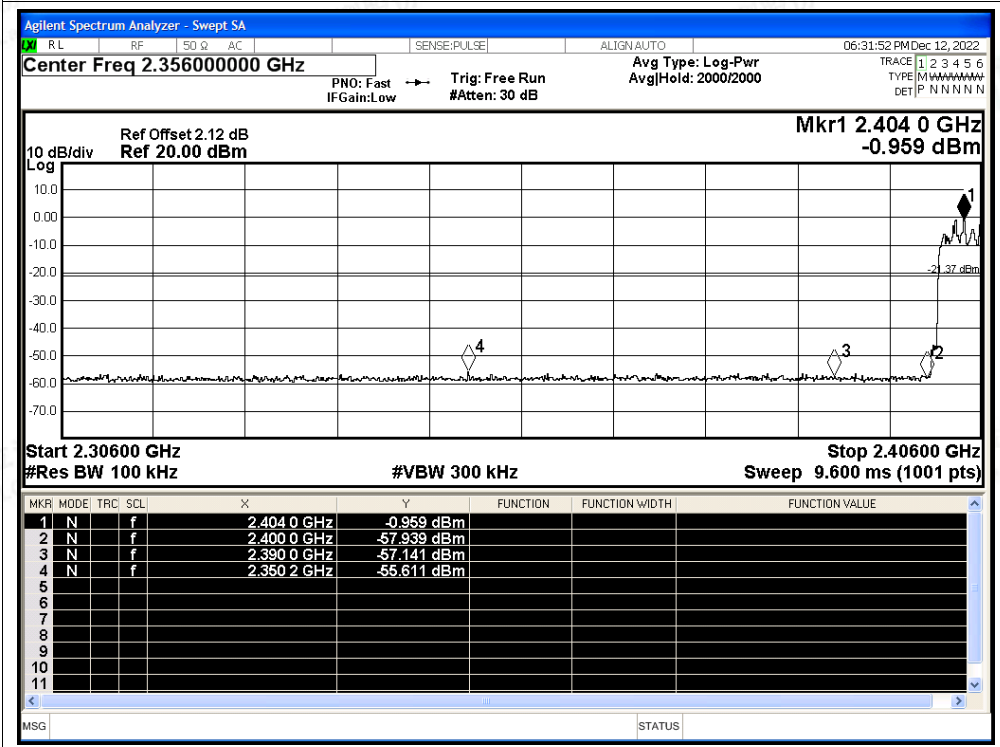 Agilent Spectrum Analyzer - Swept SA
LXI RL RF 50 Ω AC SENSE:PULSE ALIGNAUTO 06:31:52 PMDec 12, 2022
Center Freq 2.356000000 GHz
PNO: Fast
IFGain:Low
Trig: Free Run
#Atten: 30 dB
Avg Type: Log-Pwr
Avg|Hold: 2000/2000
TRACE 1 2 3 4 5 6
TYPE M
DET P N N N N N
Mkr1 2.404 0 GHz
-0.959 dBm
Ref Offset 2.12 dB
10 dB/div Ref 20.00 dBm
Log
10.0
1
0.00
-10.0
-20.0
-21.37 dBm
-30.0
-40.0
-50.0
4
3
2
-60.0
-70.0
Start 2.30600 GHz Stop 2.40600 GHz
#Res BW 100 kHz #VBW 300 kHz Sweep 9.600 ms (1001 pts)
MKR MODE TRC SCL X Y FUNCTION FUNCTION WIDTH FUNCTION VALUE
1 N f 2.404 0 GHz -0.959 dBm
2 N f 2.400 0 GHz -57.939 dBm
3 N f 2.390 0 GHz -57.141 dBm
4 N f 2.350 2 GHz -55.611 dBm
5
6
7
8
9
10
11
MSG STATUS